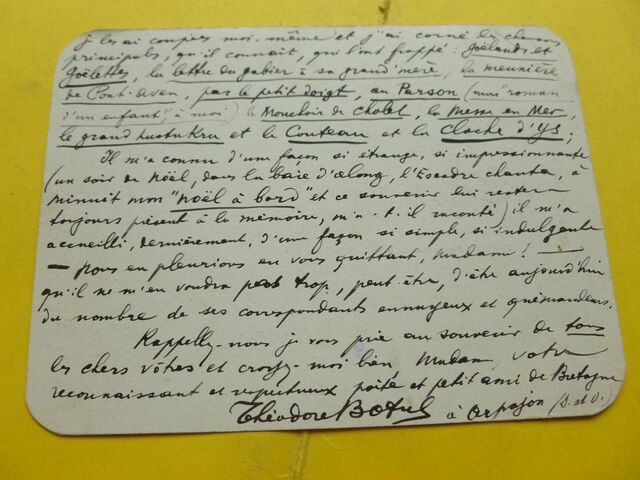 je les ai coupés moi-même et j'ai corné les chansons
principales, qu'il connaît, qui l'ont frappé : Goëlands et
Goëlettes, la lettre du gabier à sa grand'mère, la meunière
de Pont-Aven, par le petit doigt, au Parson (mon "roman
d'un enfant" à moi) le Mouchoir de Cholet, la Messe en Mer,
le grand Lustukru et le Couteau et la Cloche d'Ys ;
Il m'a connu d'une façon si étrange, si impressionnante
(un soir de Noël, dans la baie d'Along, l'Escadre chanta, à
minuit mon "Noël à bord" et ce souvenir lui restera
toujours présent à la mémoire, m'a-t-il raconté) il m'a
accueilli, dernièrement, d'une façon si simple, si indulgente
— nous en pleurions en vous quittant, Madame ! —
qu'il ne m'en voudra pas trop, peut-être, d'être aujourd'hui
du nombre de ses correspondants ennuyeux et quémandeurs.
Rappelez-nous je vous prie au souvenir de tous
les chers vôtres et croyez-moi bien, Madame, votre
reconnaissant et respectueux poète et petit ami de Bretagne
Théodore Botrel à Arpajon (S. et O.)